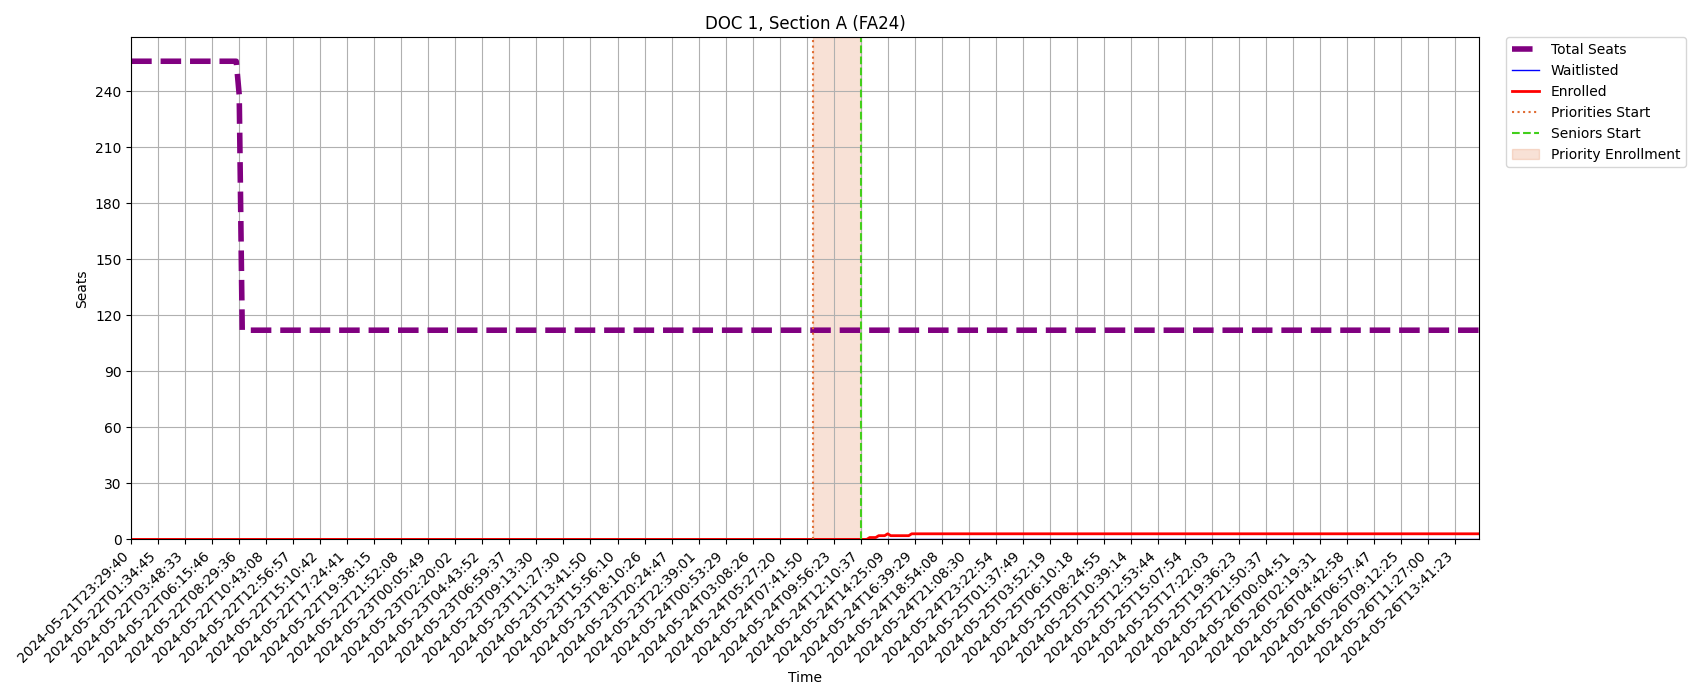 DOC 1, Section A (FA24)
Total Seats
Waitlisted
Enrolled
Priorities Start
Seniors Start
Priority Enrollment
Seats
240
210
180
150
120
90
60
30
0
2024-05-21T23:29:40
2024-05-22T01:34:45
2024-05-22T03:48:33
2024-05-22T06:15:46
2024-05-22T08:29:36
2024-05-22T10:43:08
2024-05-22T12:56:57
2024-05-22T15:10:42
2024-05-22T17:24:41
2024-05-22T19:38:15
2024-05-22T21:52:08
2024-05-23T00:05:49
2024-05-23T02:20:02
2024-05-23T04:43:52
2024-05-23T06:59:37
2024-05-23T09:13:30
2024-05-23T11:27:30
2024-05-23T13:41:50
2024-05-23T15:56:10
2024-05-23T18:10:26
2024-05-23T20:24:47
2024-05-23T22:39:01
2024-05-24T00:53:29
2024-05-24T03:08:26
2024-05-24T05:27:20
2024-05-24T07:41:50
2024-05-24T09:56:23
2024-05-24T12:10:37
2024-05-24T14:25:09
2024-05-24T16:39:29
2024-05-24T18:54:08
2024-05-24T21:08:30
2024-05-24T23:22:54
2024-05-25T01:37:49
2024-05-25T03:52:19
2024-05-25T06:10:18
2024-05-25T08:24:55
2024-05-25T10:39:14
2024-05-25T12:53:44
2024-05-25T15:07:54
2024-05-25T17:22:03
2024-05-25T19:36:23
2024-05-25T21:50:37
2024-05-26T00:04:51
2024-05-26T02:19:31
2024-05-26T04:42:58
2024-05-26T06:57:47
2024-05-26T09:12:25
2024-05-26T11:27:00
2024-05-26T13:41:23
Time